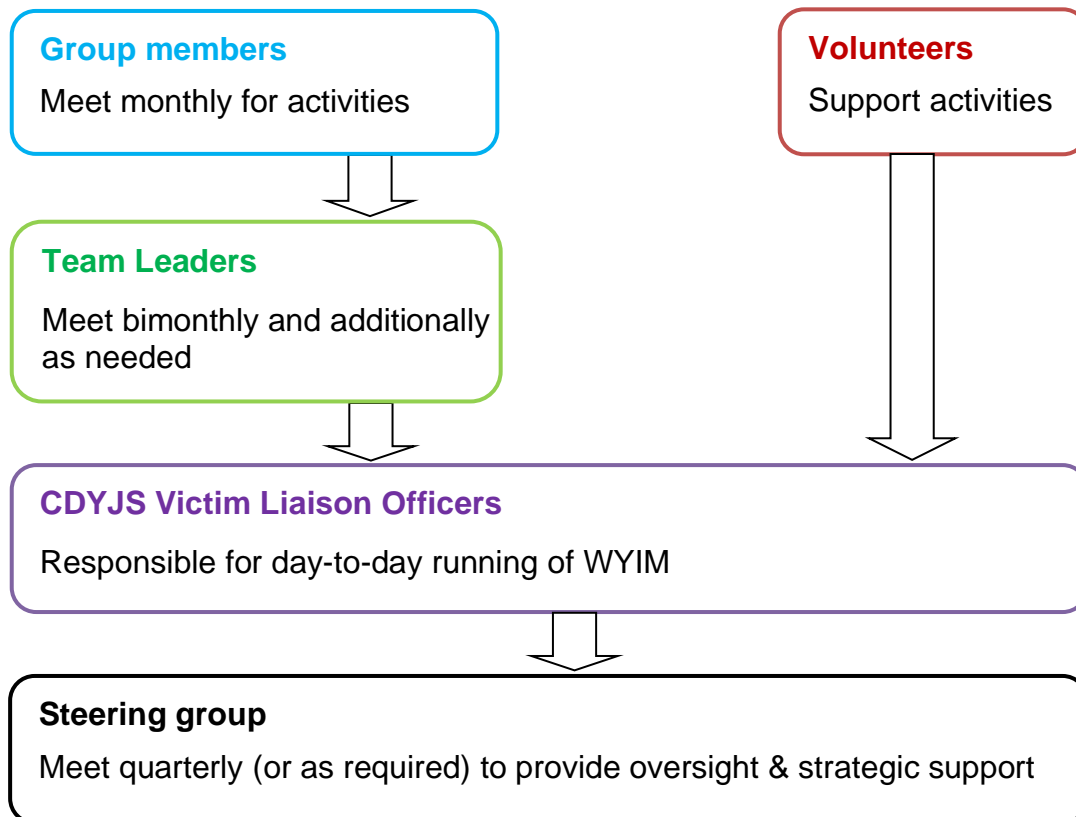 Group members
Meet monthly for activities
Volunteers
Support activities
Team Leaders
Meet bimonthly and additionally
as needed
CDYJS Victim Liaison Officers
Responsible for day-to-day running of WYIM
Steering group
Meet quarterly (or as required) to provide oversight & strategic support